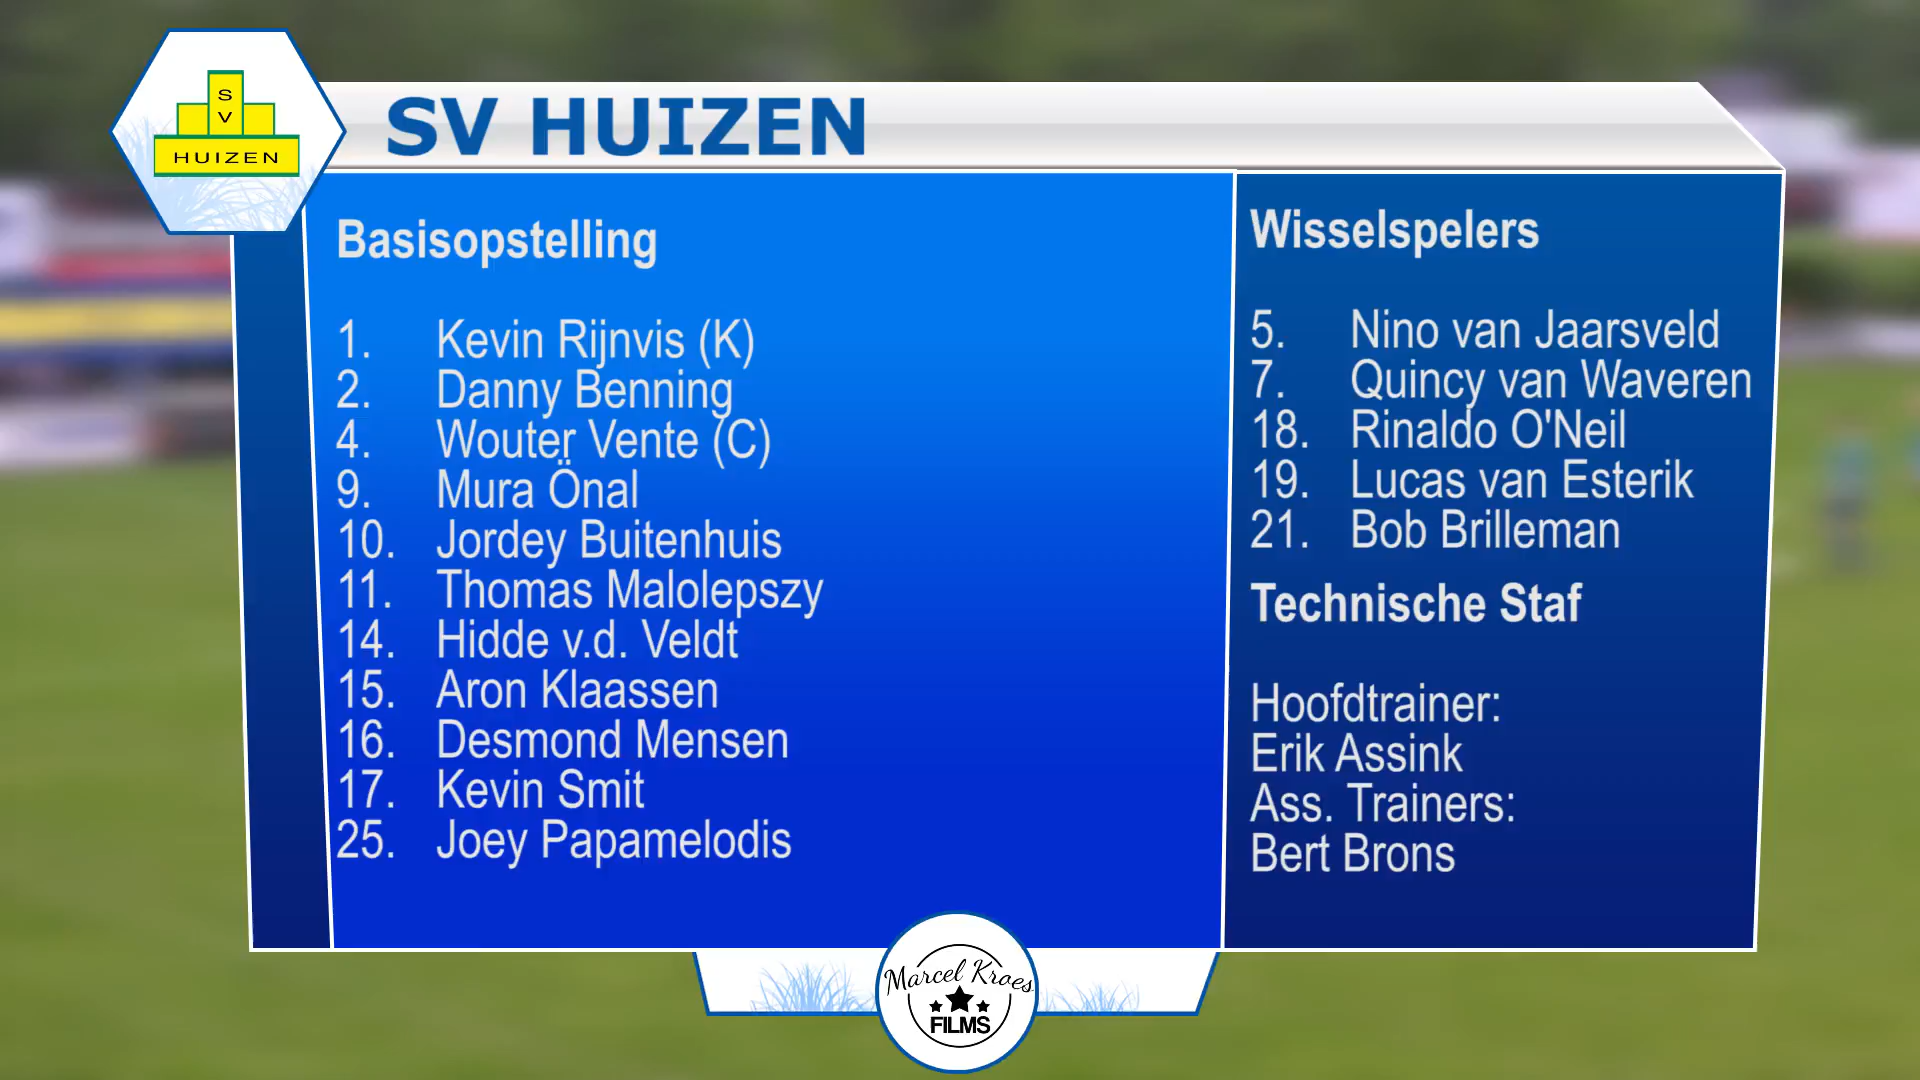 S
V
HUIZEN
SV HUIZEN
Basisopstelling
1. Kevin Rijnvis (K)
2. Danny Benning
4. Wouter Vente (C)
9. Mura Önal
10. Jordey Buitenhuis
11. Thomas Malolepszy
14. Hidde v.d. Veldt
15. Aron Klaassen
16. Desmond Mensen
17. Kevin Smit
25. Joey Papamelodis
Wisselspelers
5. Nino van Jaarsveld
7. Quincy van Waveren
18. Rinaldo O'Neil
19. Lucas van Esterik
21. Bob Brilleman
Technische Staf
Hoofdtrainer:
Erik Assink
Ass. Trainers:
Bert Brons
Marcel Kroes
FILMS